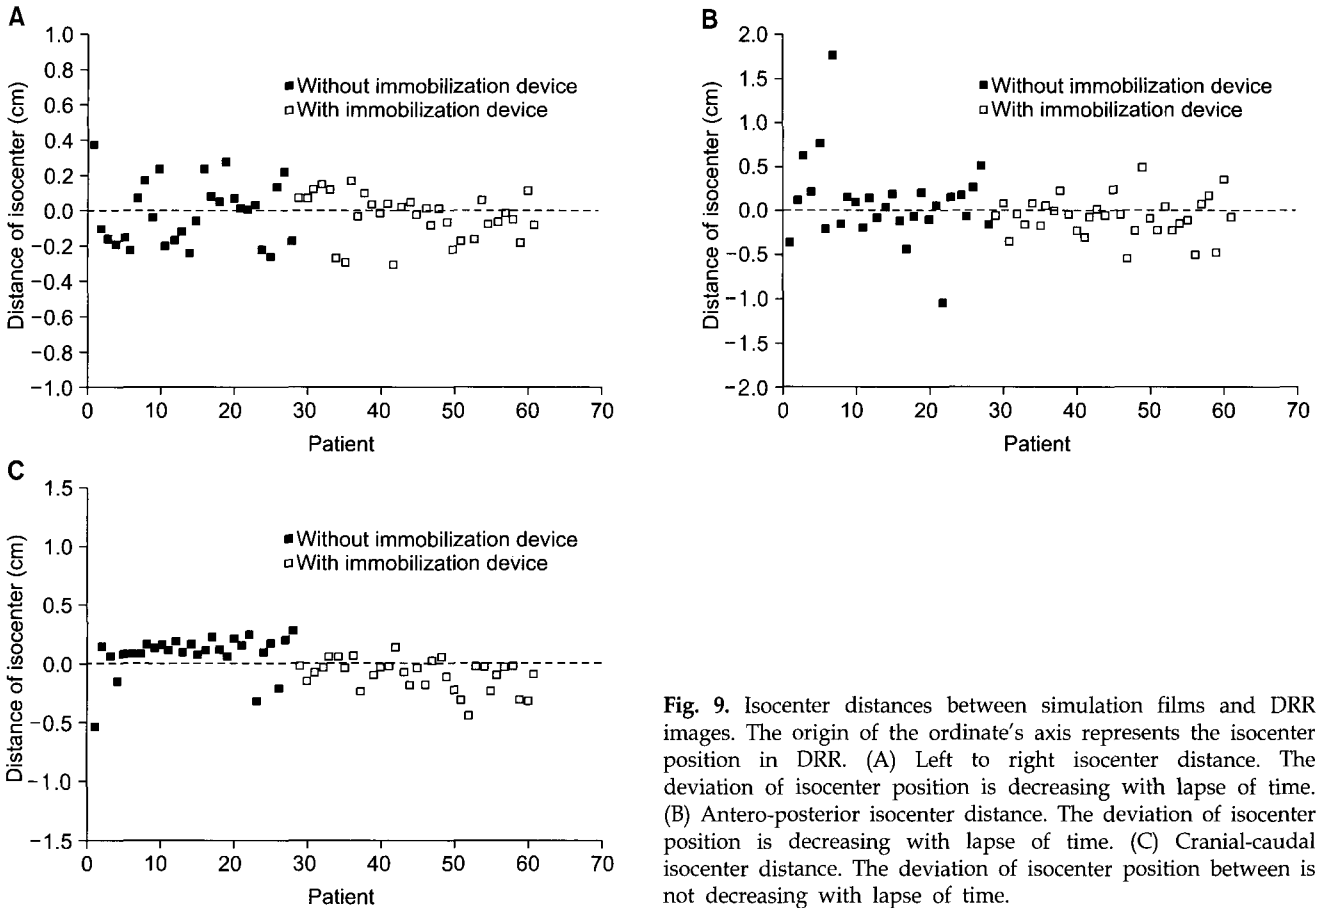 A
1.0
0.8
0.6
0.4
0.2
0.0
−0.2
−0.4
−0.6
−0.8
−1.0
Distance of isocenter (cm)
Without immobilization device
With immobilization device
0 10 20 30 40 50 60 70
Patient
B
2.0
1.5
1.0
0.5
0.0
−0.5
−1.0
−1.5
−2.0
Distance of isocenter (cm)
Without immobilization device
With immobilization device
0 10 20 30 40 50 60 70
Patient
C
1.5
1.0
0.5
0.0
−0.5
−1.0
−1.5
Distance of isocenter (cm)
Without immobilization device
With immobilization device
0 10 20 30 40 50 60 70
Patient
Fig. 9. Isocenter distances between simulation films and DRR
images. The origin of the ordinate's axis represents the isocenter
position in DRR. (A) Left to right isocenter distance. The
deviation of isocenter position is decreasing with lapse of time.
(B) Antero-posterior isocenter distance. The deviation of isocenter
position is decreasing with lapse of time. (C) Cranial-caudal
isocenter distance. The deviation of isocenter position between is
not decreasing with lapse of time.